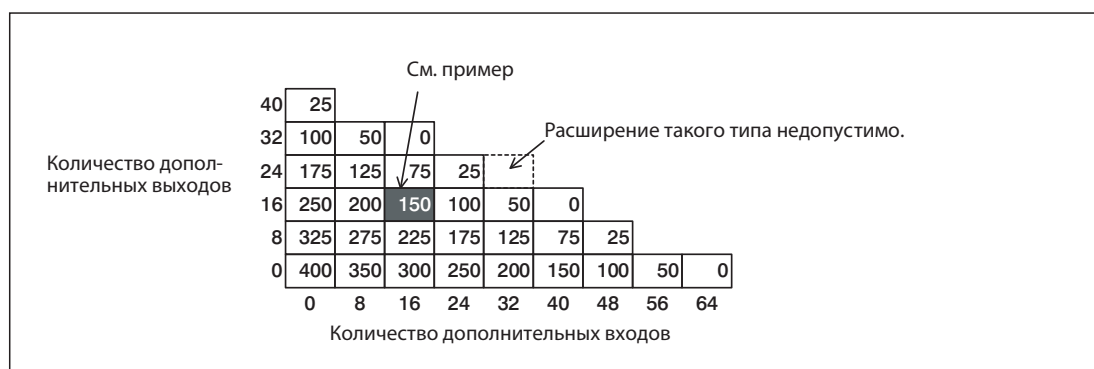 См. пример
40 25
32 100 50 0
Расширение такого типа недопустимо.
Количество допол-
нительных выходов
24 175 125 75 25
16 250 200 150 100 50 0
8 325 275 225 175 125 75 25
0 400 350 300 250 200 150 100 50 0
0 8 16 24 32 40 48 56 64
Количество дополнительных входов